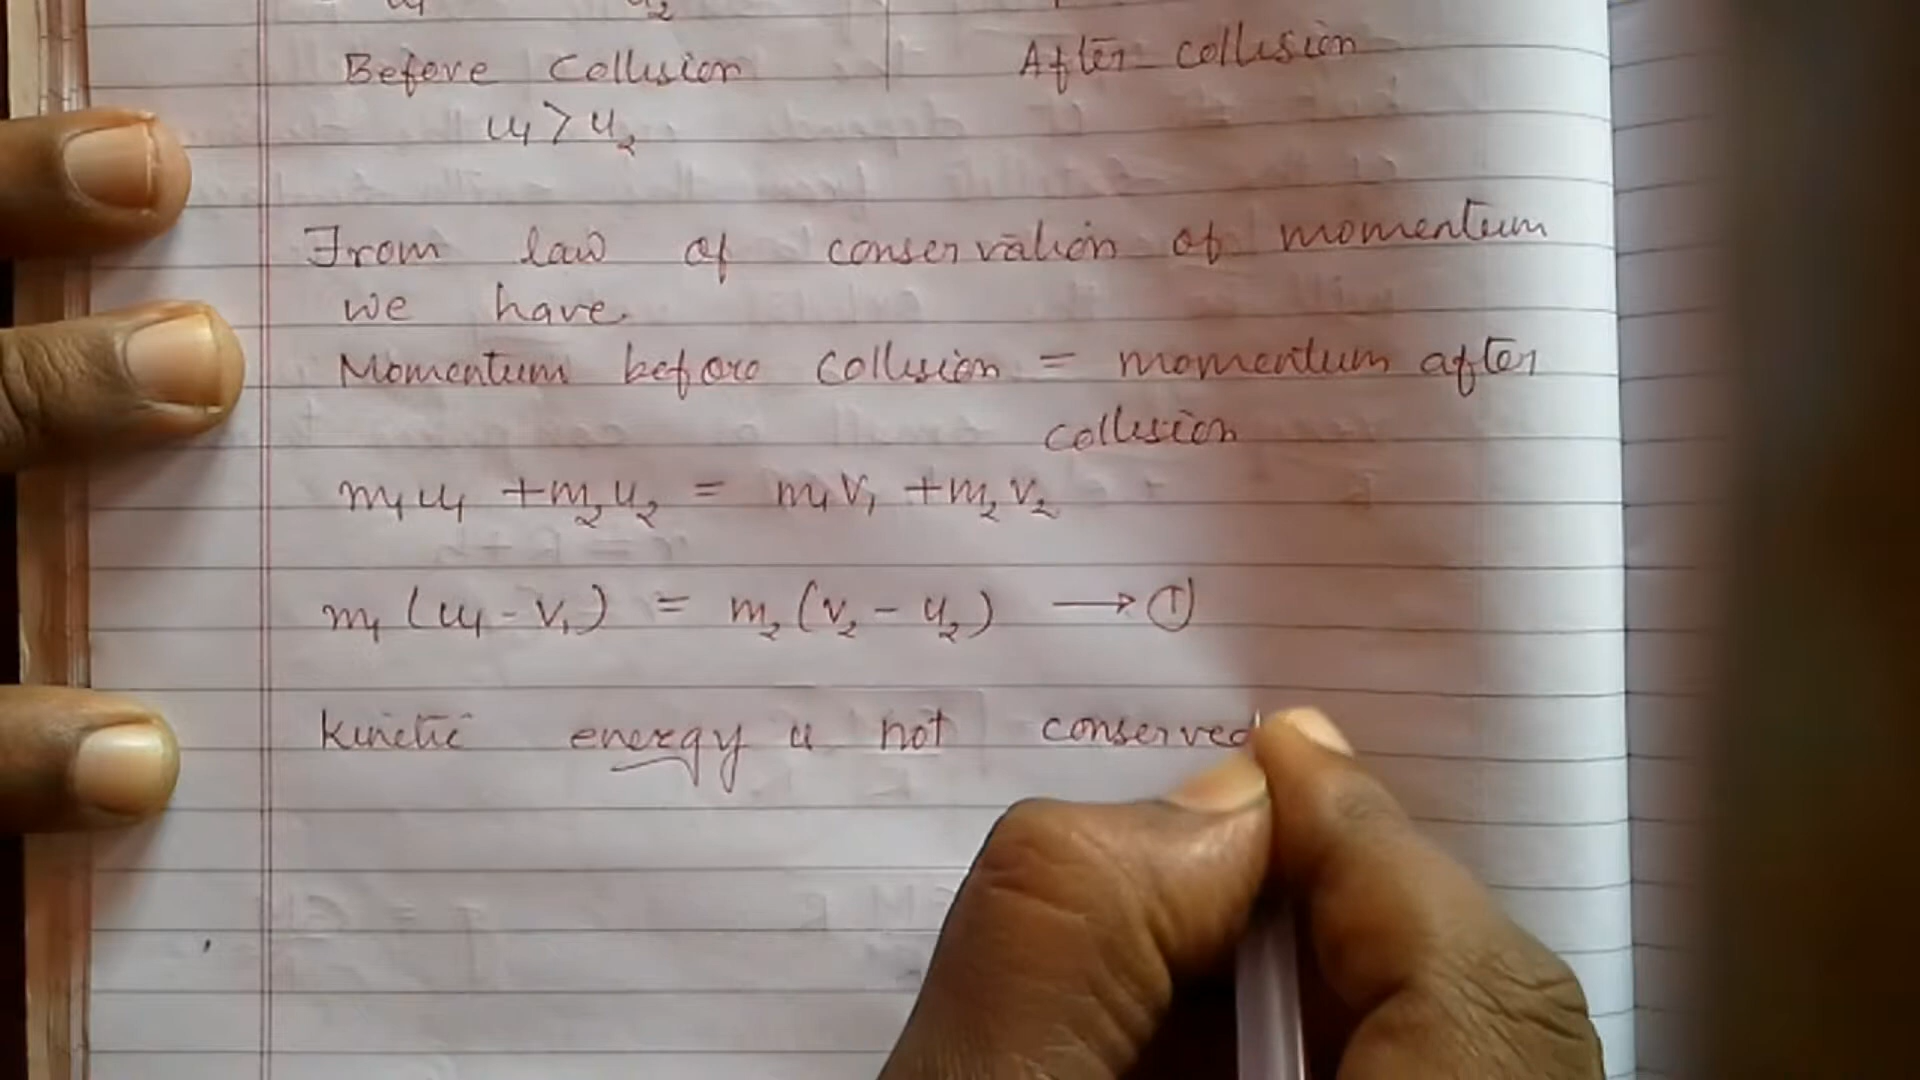 Before Collision
After collision
u₁ > u₂
From law of conservation of momentum
we have
Momentum before Collision = momentum after
collision
m₁u₁ + m₂u₂ = m₁v₁ + m₂v₂
m₁(u₁ - v₁) = m₂(v₂ - u₂) → ①
Kinetic energy is not conserved